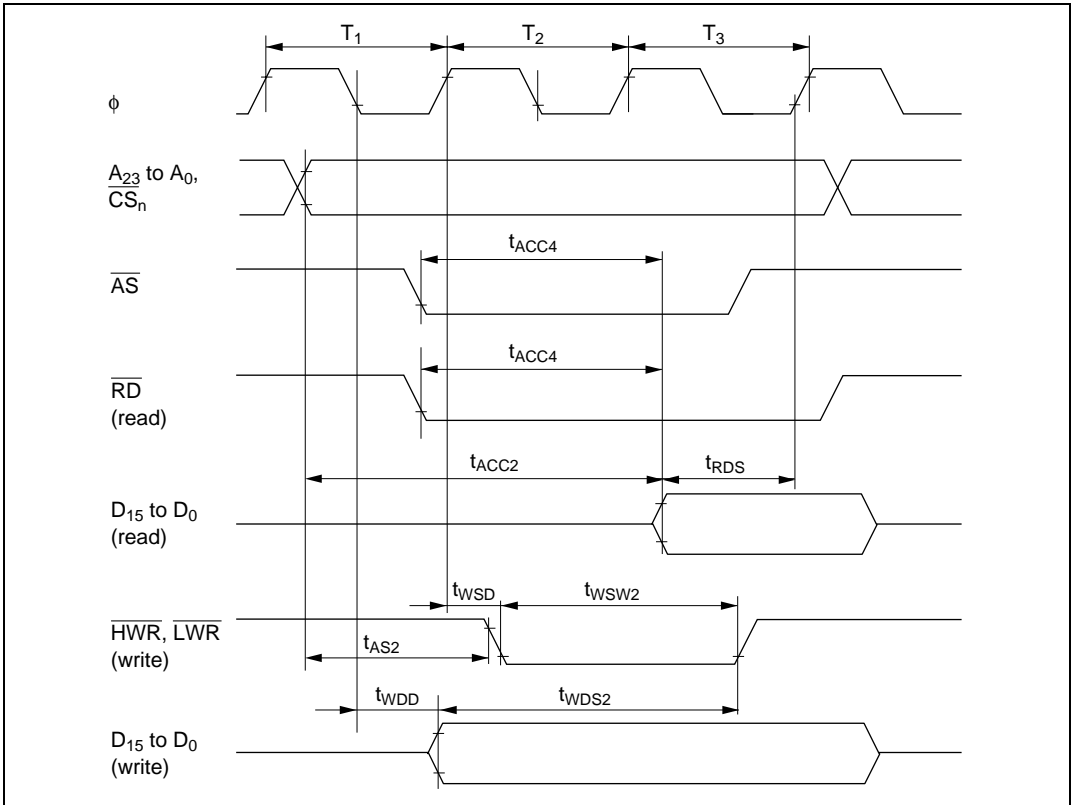 T1 T2 T3
ϕ
A23 to A0,
CSn
tACC4
AS
tACC4
RD
(read)
tACC2 tRDS
D15 to D0
(read)
tWSD tWSW2
HWR, LWR
tAS2
(write)
tWDD tWDS2
D15 to D0
(write)